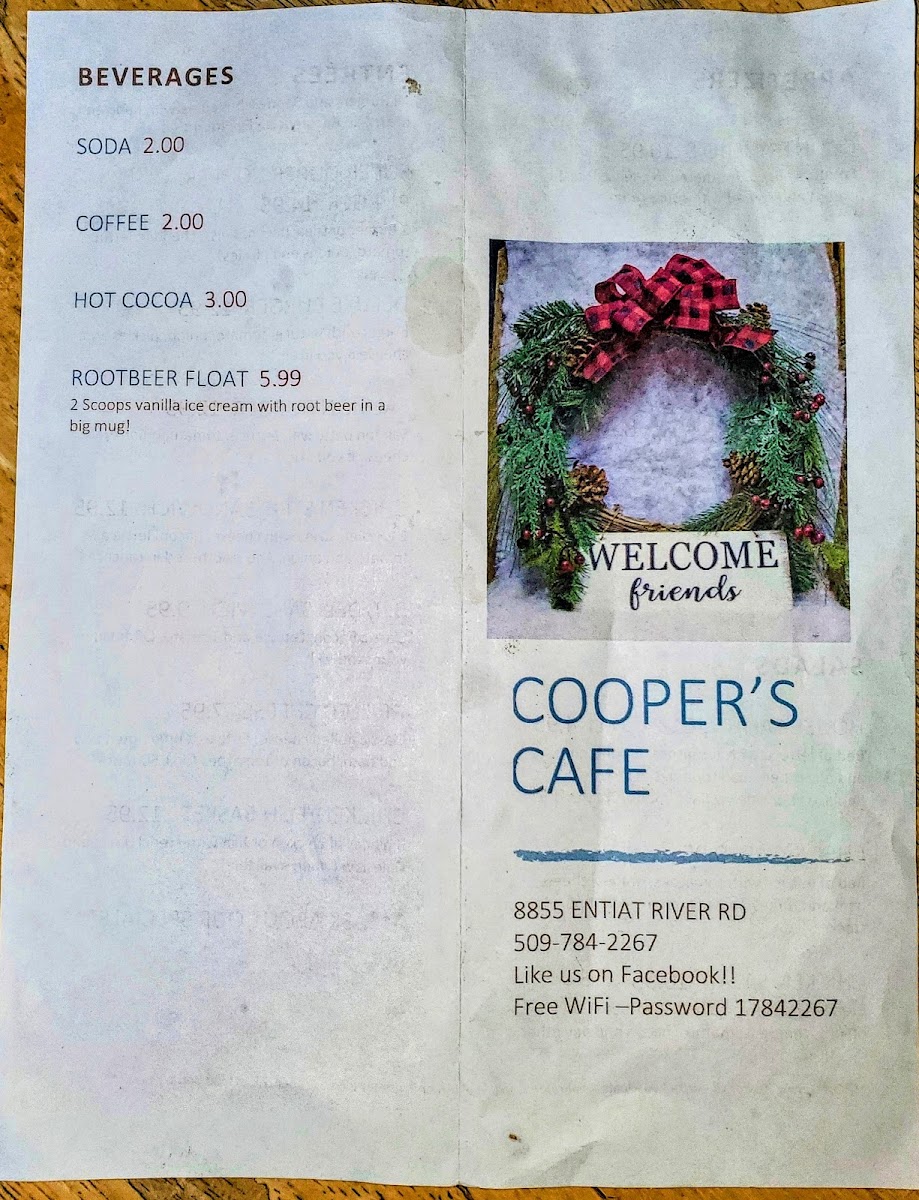 BEVERAGES
SODA 2.00
COFFEE 2.00
HOT COCOA 3.00
ROOTBEER FLOAT 5.99
2 Scoops vanilla ice cream with root beer in a
big mug!
WELCOME
friends
COOPER'S
CAFE
8855 ENTIAT RIVER RD
509-784-2267
Like us on Facebook!!
Free WiFi –Password 17842267